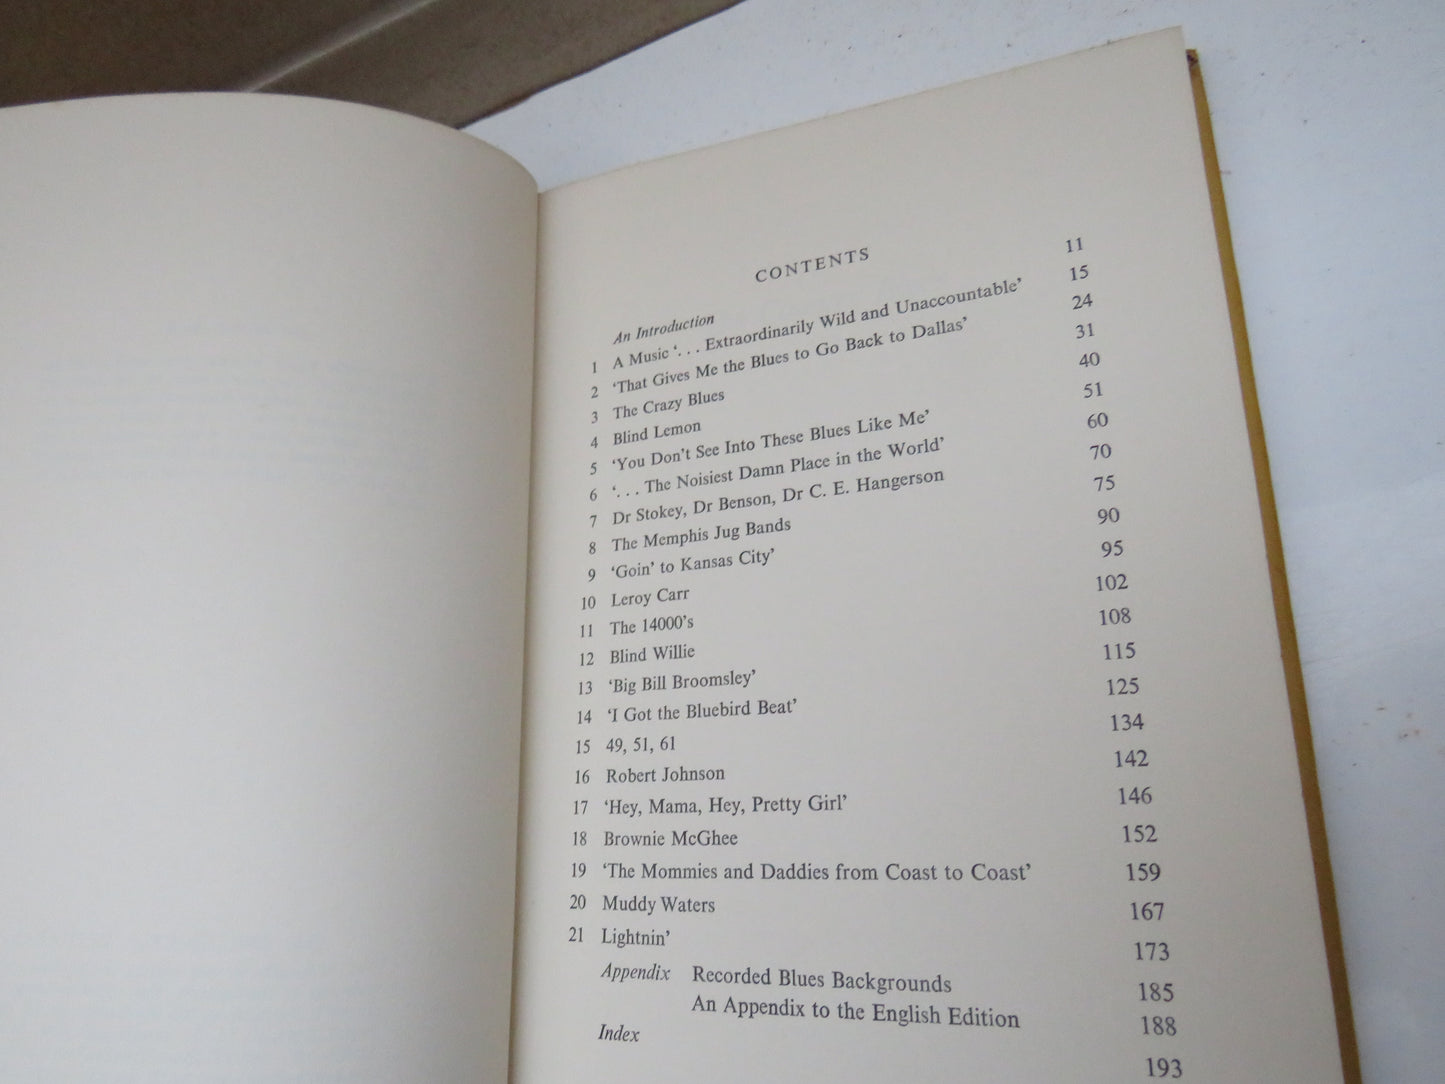 CONTENTS
An Introduction 11
1 A Music ‘. . . Extraordinarily Wild and Unaccountable’ 15
2 ‘That Gives Me the Blues to Go Back to Dallas’ 24
3 The Crazy Blues 31
4 Blind Lemon 40
5 ‘You Don’t See Into These Blues Like Me’ 51
6 ‘. . . The Noisiest Damn Place in the World’ 60
7 Dr Stokey, Dr Benson, Dr C. E. Hangerson 70
8 The Memphis Jug Bands 75
9 ‘Goin’ to Kansas City’ 90
10 Leroy Carr 95
11 The 14000’s 102
12 Blind Willie 108
13 ‘Big Bill Broomsley’ 115
14 ‘I Got the Bluebird Beat’ 125
15 49, 51, 61 134
16 Robert Johnson 142
17 ‘Hey, Mama, Hey, Pretty Girl’ 146
18 Brownie McGhee 152
19 ‘The Mommies and Daddies from Coast to Coast’ 159
20 Muddy Waters 167
21 Lightnin’ 173
Appendix Recorded Blues Backgrounds 185
An Appendix to the English Edition 188
Index 193